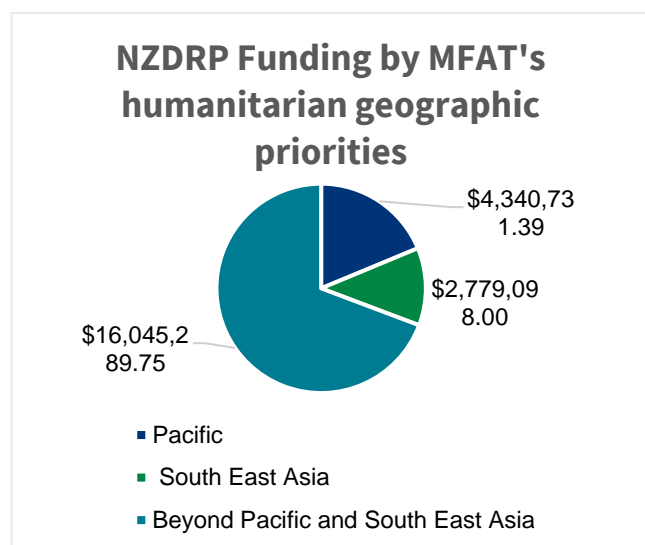 NZDRP Funding by MFAT's
humanitarian geographic
priorities
$4,340,73
1.39
$2,779,09
8.00
$16,045,2
89.75
Pacific
South East Asia
Beyond Pacific and South East Asia